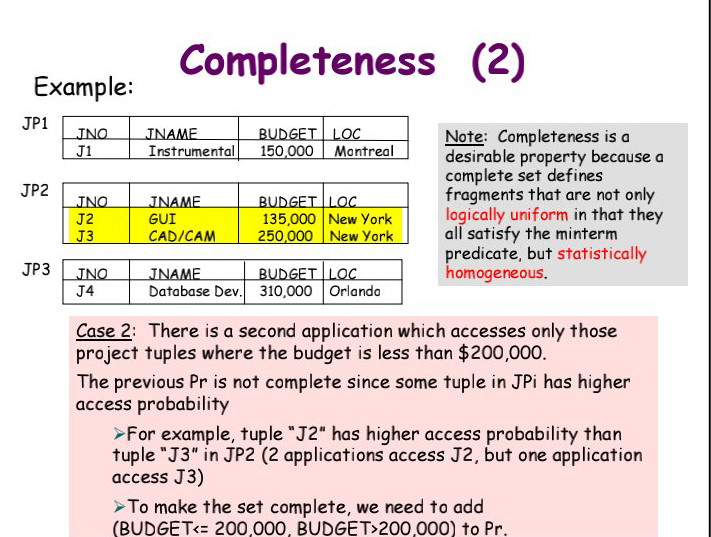 Completeness (2)
Example:
JP1
JNO JNAME BUDGET LOC
J1 Instrumental 150,000 Montreal
JP2
JNO JNAME BUDGET LOC
J2 GUI 135,000 New York
J3 CAD/CAM 250,000 New York
JP3
JNO JNAME BUDGET LOC
J4 Database Dev. 310,000 Orlando
Note: Completeness is a
desirable property because a
complete set defines
fragments that are not only
logically uniform in that they
all satisfy the minterm
predicate, but statistically
homogeneous.
Case 2: There is a second application which accesses only those
project tuples where the budget is less than $200,000.
The previous Pr is not complete since some tuple in JPi has higher
access probability
➢For example, tuple “J2” has higher access probability than
tuple “J3” in JP2 (2 applications access J2, but one application
access J3)
➢To make the set complete, we need to add
(BUDGET<= 200,000, BUDGET>200,000) to Pr.